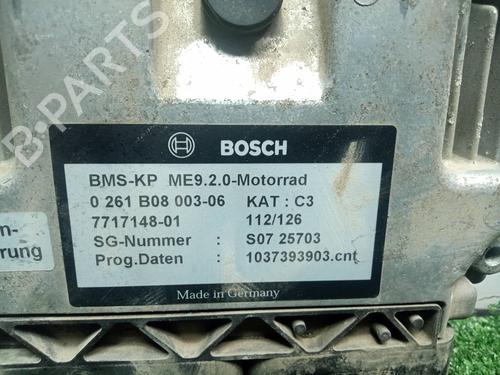 B-PARTS
BOSCH
BMS-KP ME9.2.0-Motorrad
0 261 B08 003-06 KAT : C3
7717148-01 112/126
SG-Nummer : S07 25703
Prog.Daten : 1037393903.cnt
Made in Germany
n-
rung